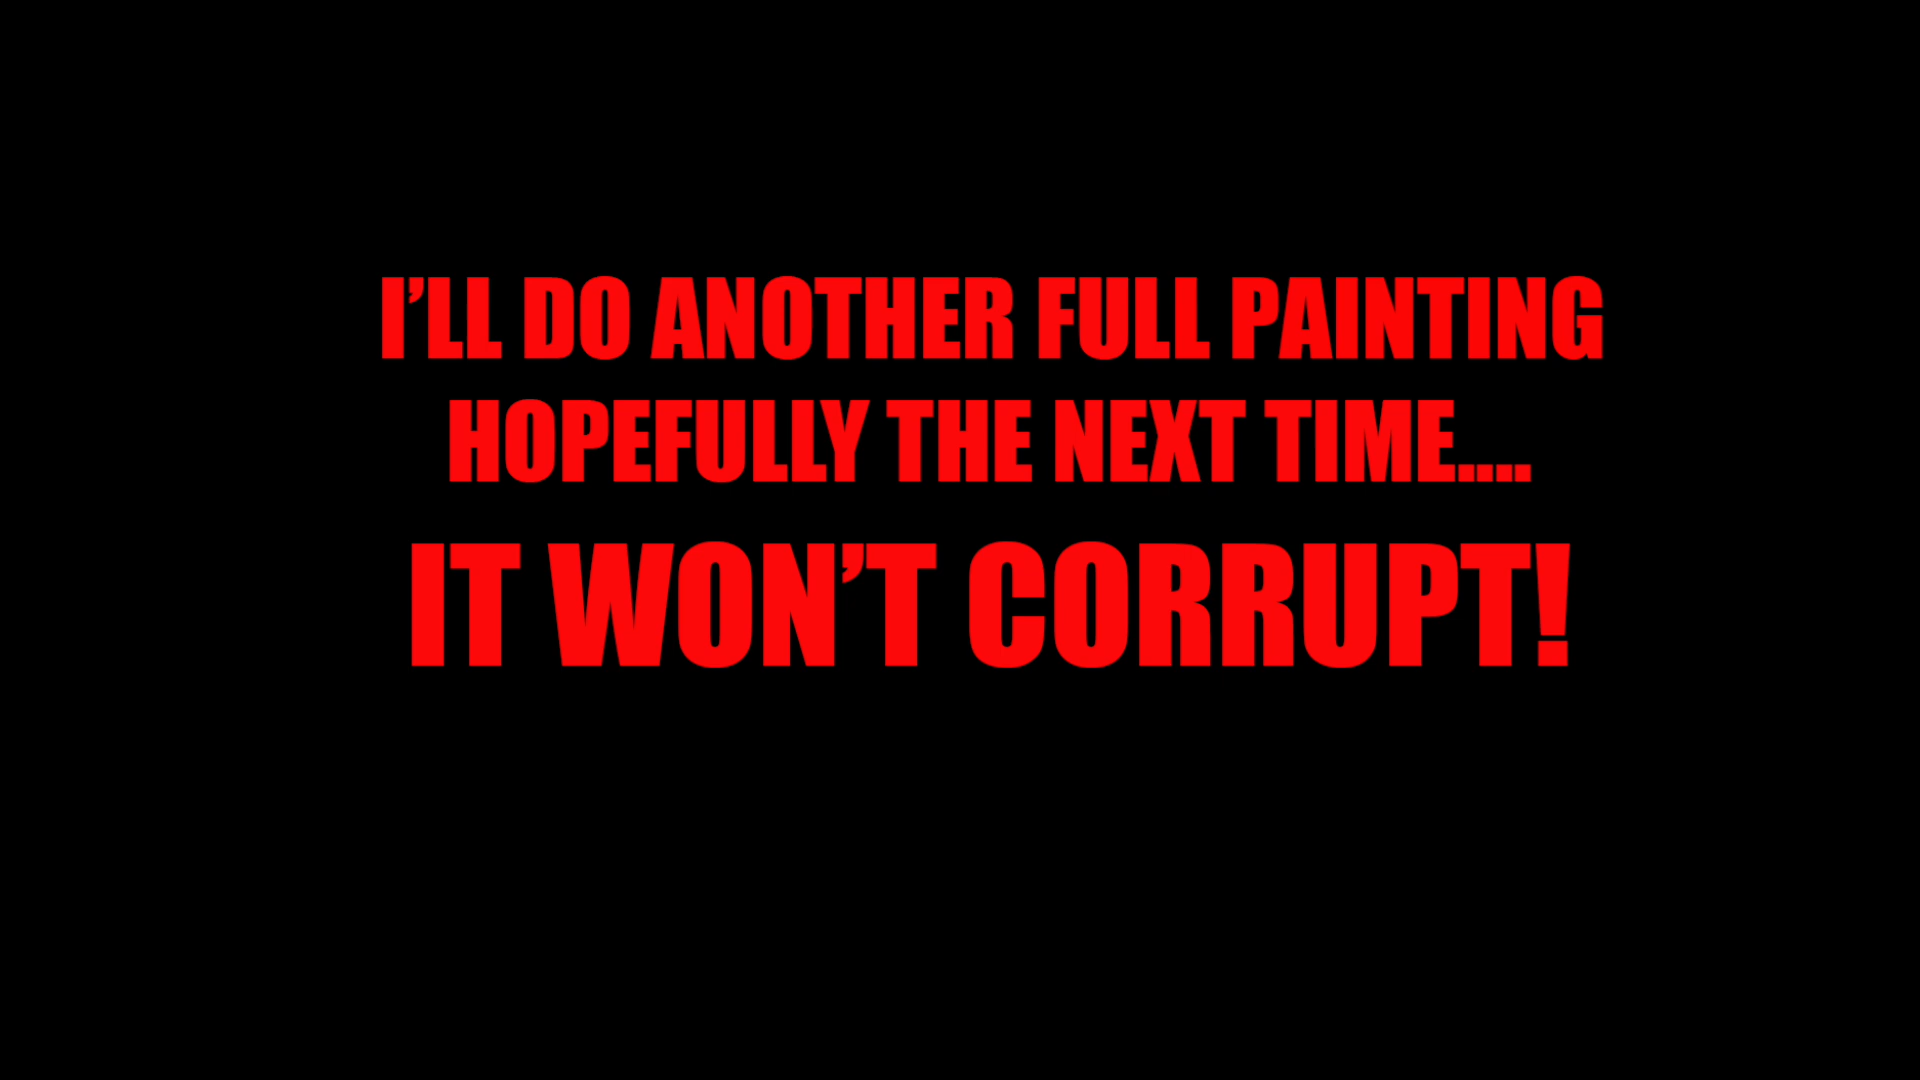 I’LL DO ANOTHER FULL PAINTING
HOPEFULLY THE NEXT TIME....
IT WON’T CORRUPT!